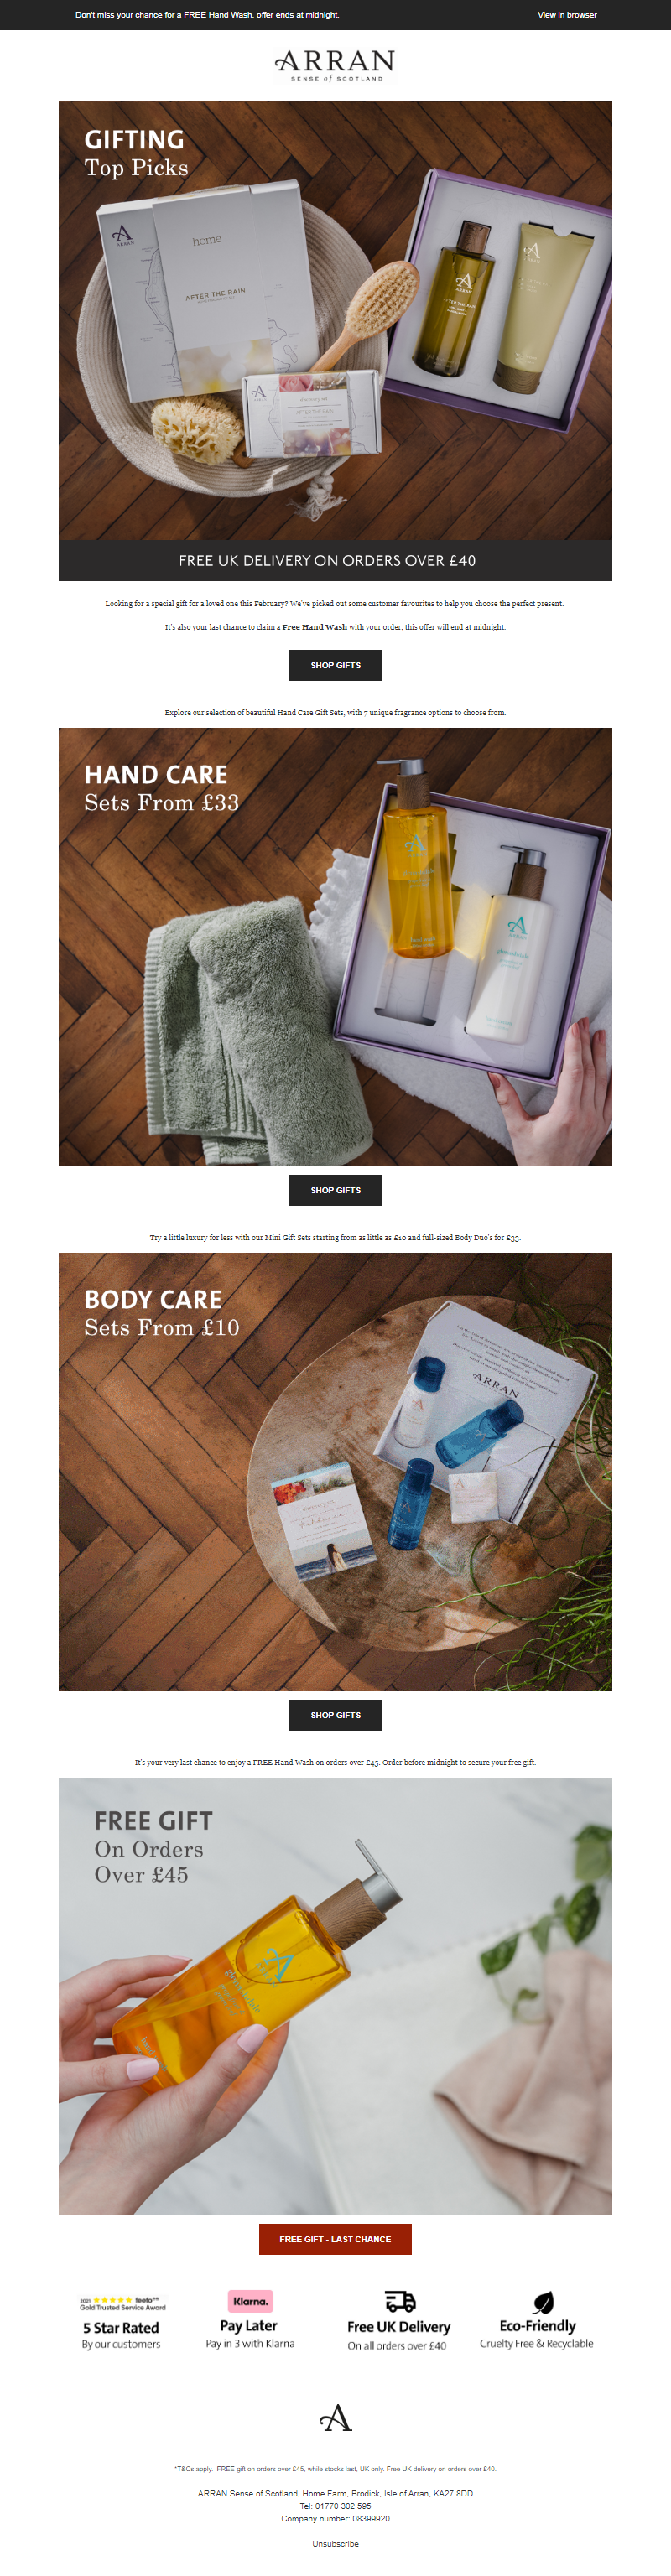 Don't miss your chance for a FREE Hand Wash, offer ends at midnight.
View in browser
ARRAN
SENSE of SCOTLAND
GIFTING
Top Picks
ARRAN
home
AFTER THE RAIN
AFTER THE RAIN
ARRAN
AFTER THE RAIN
ARRAN
FREE UK DELIVERY ON ORDERS OVER £40
Looking for a special gift for a loved one this February? We've picked out some customer favourites to help you choose the perfect present.
It's also your last chance to claim a Free Hand Wash with your order, this offer will end at midnight.
SHOP GIFTS
Explore our selection of beautiful Hand Care Gift Sets, with 7 unique fragrance options to choose from.
HAND CARE
Sets From £33
ARRAN
glenashdale
SHOP GIFTS
Try a little luxury for less with our Mini Gift Sets starting from as little as £10 and full-sized Body Duo's for £33.
BODY CARE
Sets From £10
ARRAN
SHOP GIFTS
It's your very last chance to enjoy a FREE Hand Wash on orders over £45. Order before midnight to secure your free gift.
FREE GIFT
On Orders
Over £45
glenashdale
FREE GIFT - LAST CHANCE
2021 feefo
Gold Trusted Service Award
5 Star Rated
By our customers
Klarna.
Pay Later
Pay in 3 with Klarna
Free UK Delivery
On all orders over £40
Eco-Friendly
Cruelty Free & Recyclable
*T&Cs apply. FREE gift on orders over £45, while stocks last, UK only. Free UK delivery on orders over £40.
ARRAN Sense of Scotland, Home Farm, Brodick, Isle of Arran, KA27 8DD
Tel: 01770 302 595
Company number: 08399920
Unsubscribe